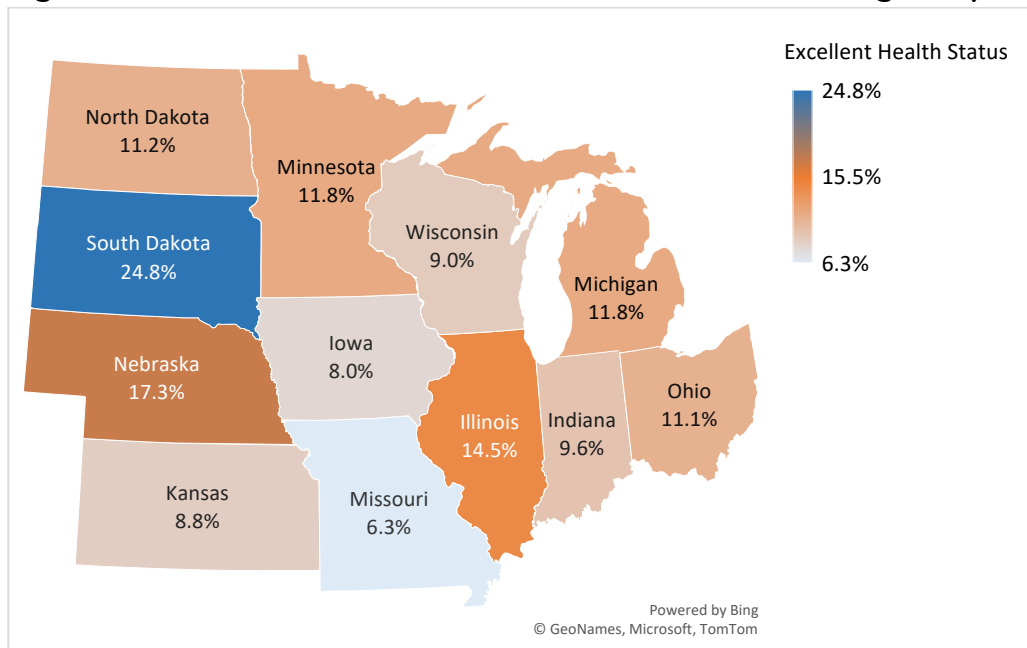 Excellent Health Status
24.8%
15.5%
6.3%
North Dakota
11.2%
Minnesota
11.8%
South Dakota
24.8%
Wisconsin
9.0%
Michigan
11.8%
Nebraska
17.3%
Iowa
8.0%
Illinois
14.5%
Indiana
9.6%
Ohio
11.1%
Kansas
8.8%
Missouri
6.3%
Powered by Bing
© GeoNames, Microsoft, TomTom